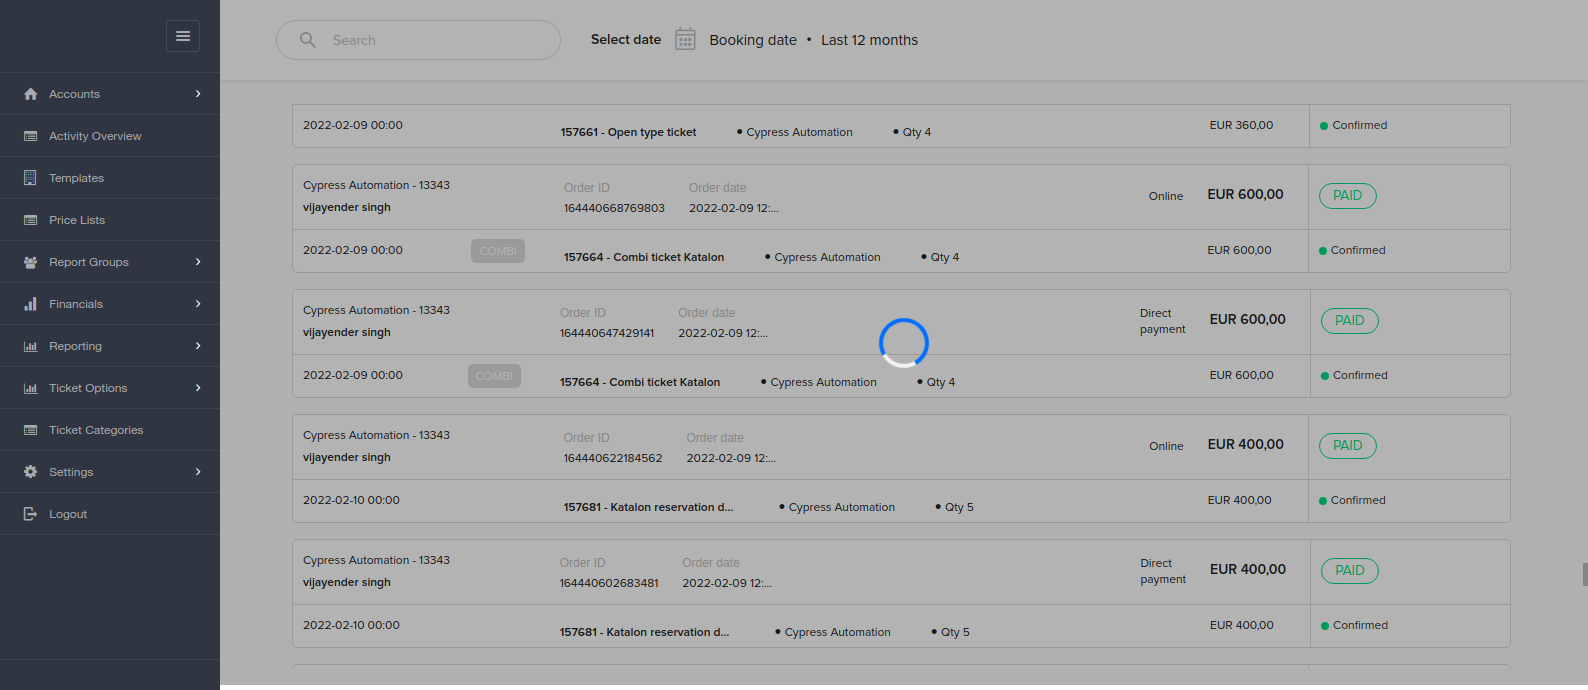 Search
Select date
Booking date • Last 12 months
Accounts
Activity Overview
Templates
Price Lists
Report Groups
Financials
Reporting
Ticket Options
Ticket Categories
Settings
Logout
2022-02-09 00:00 157661 - Open type ticket • Cypress Automation • Qty 4 EUR 360,00 Confirmed
Cypress Automation - 13343 Order ID Order date
vijayender singh 164440668769803 2022-02-09 12:... Online EUR 600,00 PAID
2022-02-09 00:00 COMBI 157664 - Combi ticket Katalon • Cypress Automation • Qty 4 EUR 600,00 Confirmed
Cypress Automation - 13343 Order ID Order date Direct
vijayender singh 164440647429141 2022-02-09 12:... payment EUR 600,00 PAID
2022-02-09 00:00 COMBI 157664 - Combi ticket Katalon • Cypress Automation • Qty 4 EUR 600,00 Confirmed
Cypress Automation - 13343 Order ID Order date
vijayender singh 164440622184562 2022-02-09 12:... Online EUR 400,00 PAID
2022-02-10 00:00 157681 - Katalon reservation d... • Cypress Automation • Qty 5 EUR 400,00 Confirmed
Cypress Automation - 13343 Order ID Order date Direct
vijayender singh 164440602683481 2022-02-09 12:... payment EUR 400,00 PAID
2022-02-10 00:00 157681 - Katalon reservation d... • Cypress Automation • Qty 5 EUR 400,00 Confirmed